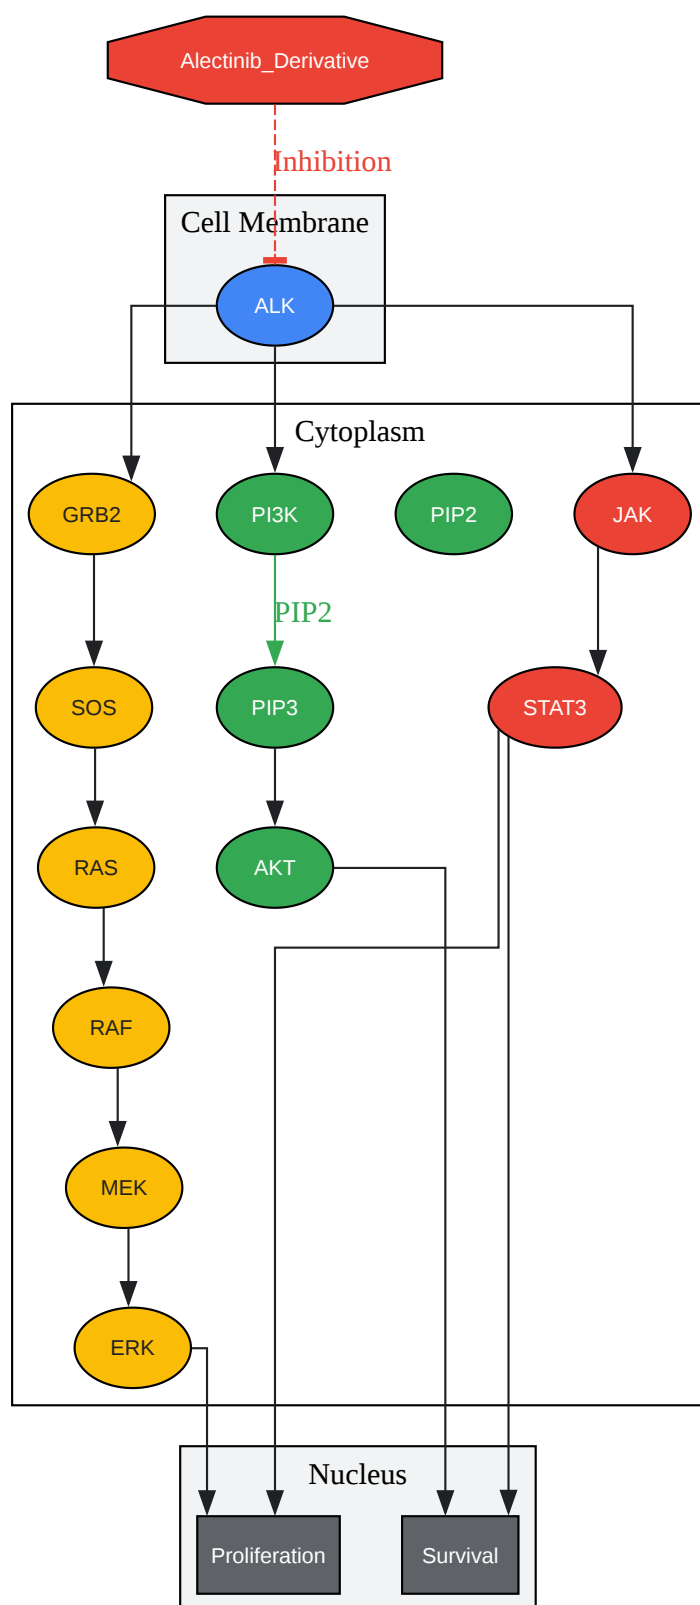 Alectinib_Derivative
Inhibition
Cell Membrane
ALK
Cytoplasm
GRB2
PI3K
PIP2
JAK
PIP2
SOS
PIP3
STAT3
RAS
AKT
RAF
MEK
ERK
Nucleus
Proliferation
Survival